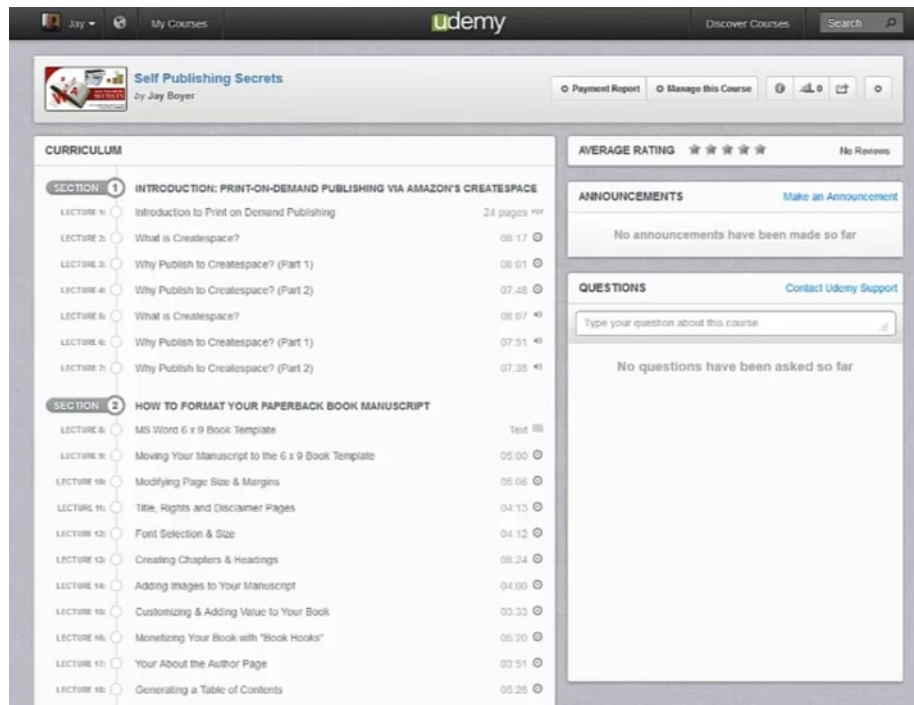 Jay
My Courses
udemy
Discover Courses
Search
Self Publishing Secrets
by Jay Boyer
Payment Report
Manage this Course
0
CURRICULUM
SECTION 1 INTRODUCTION: PRINT-ON-DEMAND PUBLISHING VIA AMAZON'S CREATESPACE
LECTURE 1: Introduction to Print on Demand Publishing 24 pages PDF
LECTURE 2: What is Createspace? 08:17
LECTURE 3: Why Publish to Createspace? (Part 1) 08:01
LECTURE 4: Why Publish to Createspace? (Part 2) 07:48
LECTURE 5: What is Createspace? 08:07
LECTURE 6: Why Publish to Createspace? (Part 1) 07:51
LECTURE 7: Why Publish to Createspace? (Part 2) 07:38
SECTION 2 HOW TO FORMAT YOUR PAPERBACK BOOK MANUSCRIPT
LECTURE 8: MS Word 6 x 9 Book Template Text
LECTURE 9: Moving Your Manuscript to the 6 x 9 Book Template 05:00
LECTURE 10: Modifying Page Size & Margins 05:06
LECTURE 11: Title, Rights and Disclaimer Pages 04:13
LECTURE 12: Font Selection & Size 04:12
LECTURE 13: Creating Chapters & Headings 08:24
LECTURE 14: Adding Images to Your Manuscript 04:00
LECTURE 15: Customizing & Adding Value to Your Book 03:33
LECTURE 16: Monetizing Your Book with "Book Hooks" 05:20
LECTURE 17: Your About the Author Page 03:51
LECTURE 18: Generating a Table of Contents 05:28
AVERAGE RATING No Reviews
ANNOUNCEMENTS Make an Announcement
No announcements have been made so far
QUESTIONS Contact Udemy Support
Type your question about this course
No questions have been asked so far